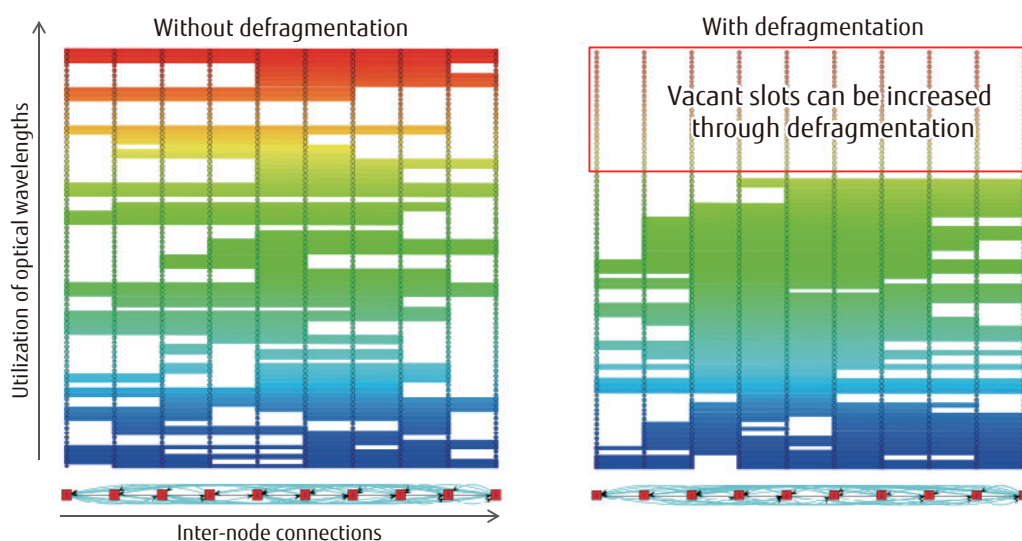 Without defragmentation
With defragmentation
Vacant slots can be increased
through defragmentation
Utilization of optical wavelengths
Inter-node connections